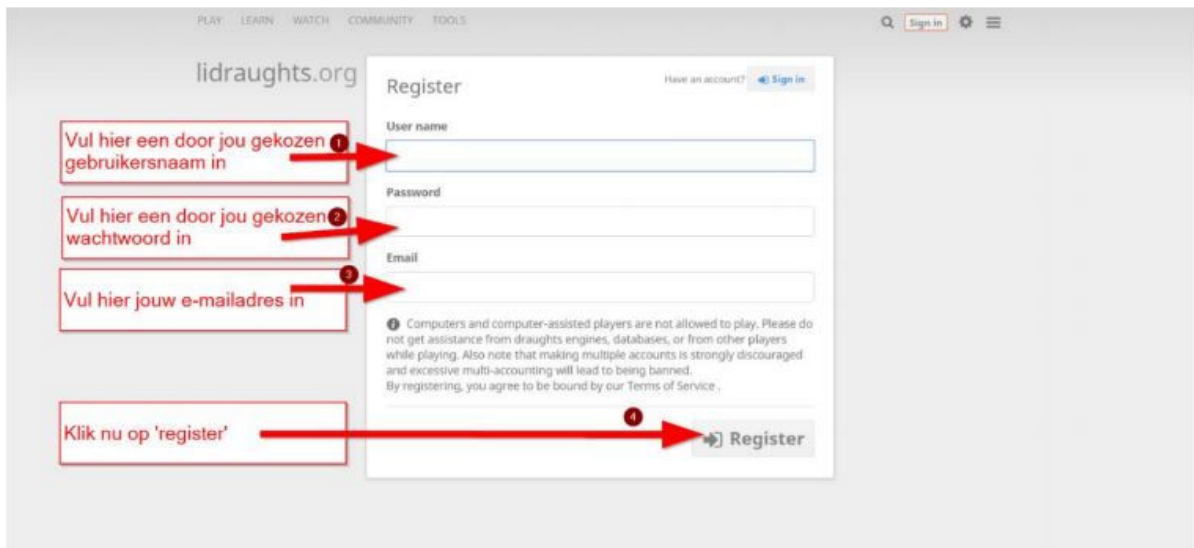 PLAY LEARN WATCH COMMUNITY TOOLS
Sign in
lidraughts.org
Register
Have an account? Sign in
User name
Vul hier een door jou gekozen 1
gebruikersnaam in
Password
Vul hier een door jou gekozen 2
wachtwoord in
Email
3
Vul hier jouw e-mailadres in
Computers and computer-assisted players are not allowed to play. Please do
not get assistance from draughts engines, databases, or from other players
while playing. Also note that making multiple accounts is strongly discouraged
and excessive multi-accounting will lead to being banned.
By registering, you agree to be bound by our Terms of Service .
4
Klik nu op 'register'
Register